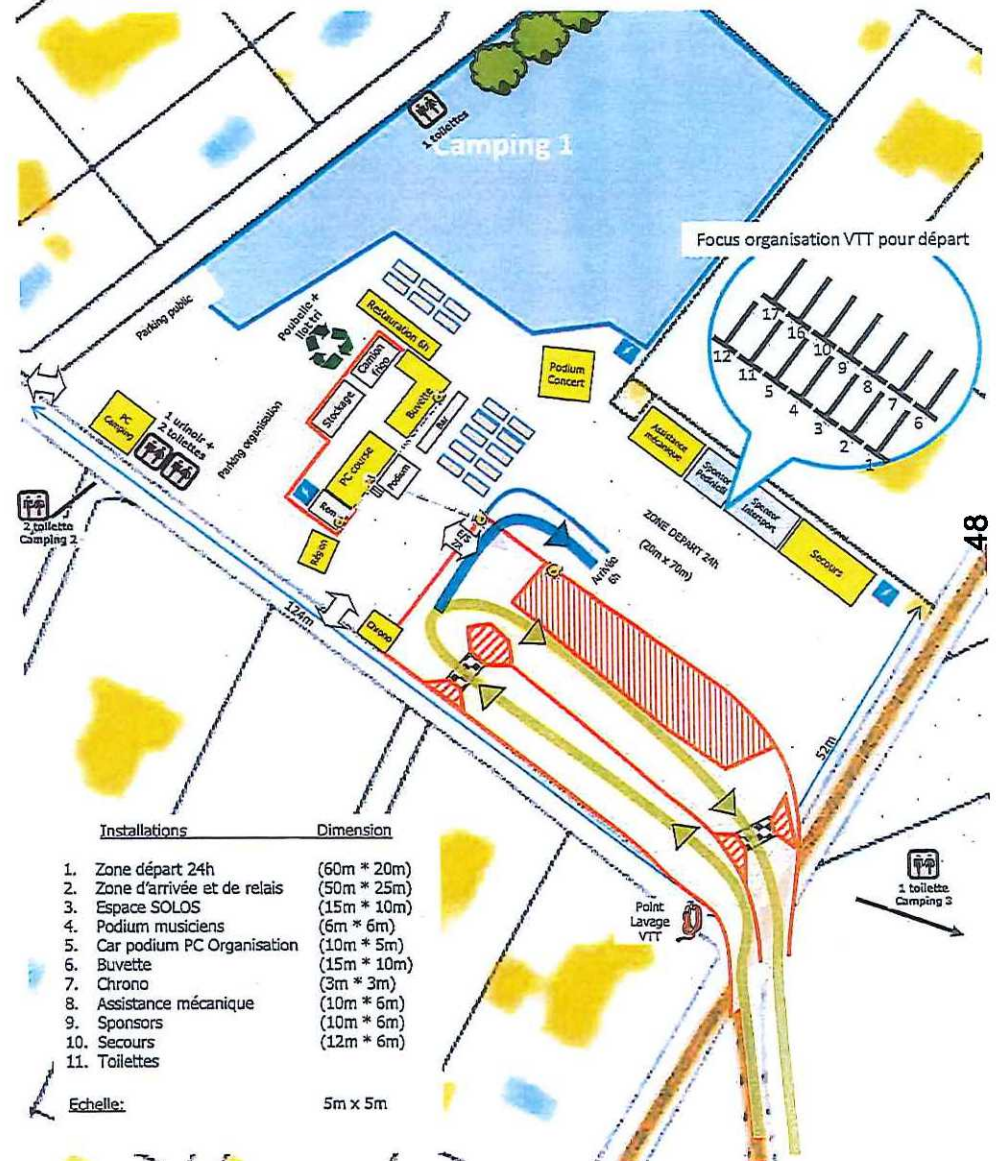 1 toilettes
Camping 1
Focus organisation VTT pour départ
17
16
10
9
8
7
6
12
11
5
4
3
2
1
Parking public
Poubelle +
ilot tri
Restauration 6h
Camion
frigo
Stockage
Buvette
Bar
Podium
Concert
PC
Camping
1 urinoir +
2 toilettes
Parking organisation
PC course
Podium
Région
2 toilette
Camping 2
Assistance
mécanique
Sponsor
Sponsor
Intersport
Secours
ZONE DEPART 24h
(20m x 70m)
Arrivée
6h
48
124m
Chrono
52m
Installations Dimension
1. Zone départ 24h (60m * 20m)
2. Zone d'arrivée et de relais (50m * 25m)
3. Espace SOLOS (15m * 10m)
4. Podium musiciens (6m * 6m)
5. Car podium PC Organisation (10m * 5m)
6. Buvette (15m * 10m)
7. Chrono (3m * 3m)
8. Assistance mécanique (10m * 6m)
9. Sponsors (10m * 6m)
10. Secours (12m * 6m)
11. Toilettes
Echelle: 5m x 5m
Point
Lavage
VTT
1 toilette
Camping 3